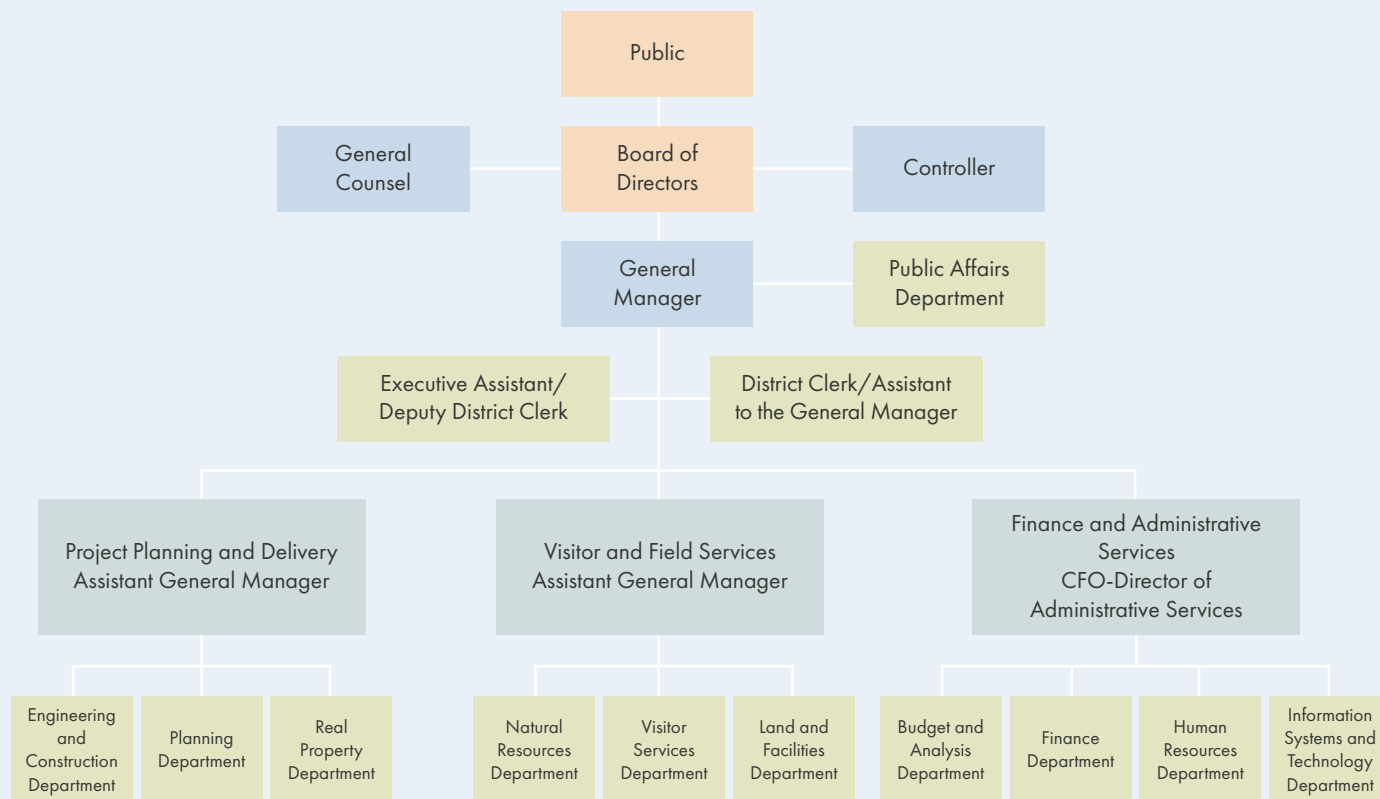 Public
General
Counsel
Board of
Directors
Controller
General
Manager
Public Affairs
Department
Executive Assistant/
Deputy District Clerk
District Clerk/Assistant
to the General Manager
Project Planning and Delivery
Assistant General Manager
Visitor and Field Services
Assistant General Manager
Finance and Administrative
Services
CFO-Director of
Administrative Services
Engineering
and
Construction
Department
Planning
Department
Real
Property
Department
Natural
Resources
Department
Visitor
Services
Department
Land and
Facilities
Department
Budget and
Analysis
Department
Finance
Department
Human
Resources
Department
Information
Systems and
Technology
Department